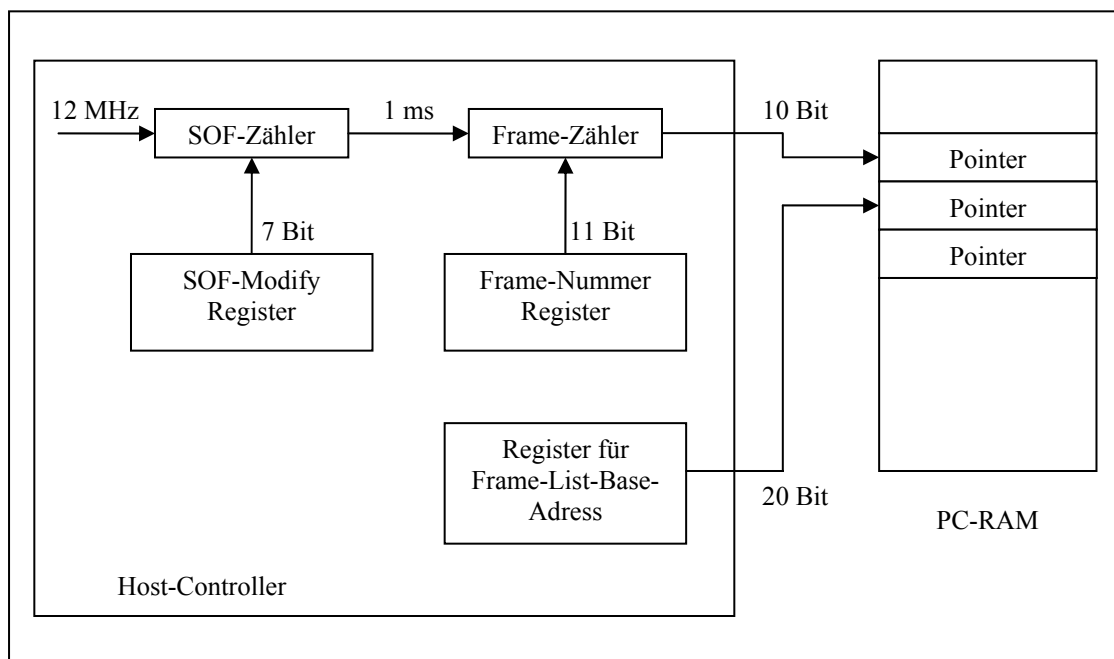 12 MHz
SOF-Zähler
1 ms
Frame-Zähler
10 Bit
Pointer
Pointer
Pointer
7 Bit
11 Bit
SOF-Modify
Register
Frame-Nummer
Register
Register für
Frame-List-Base-
Adress
20 Bit
PC-RAM
Host-Controller